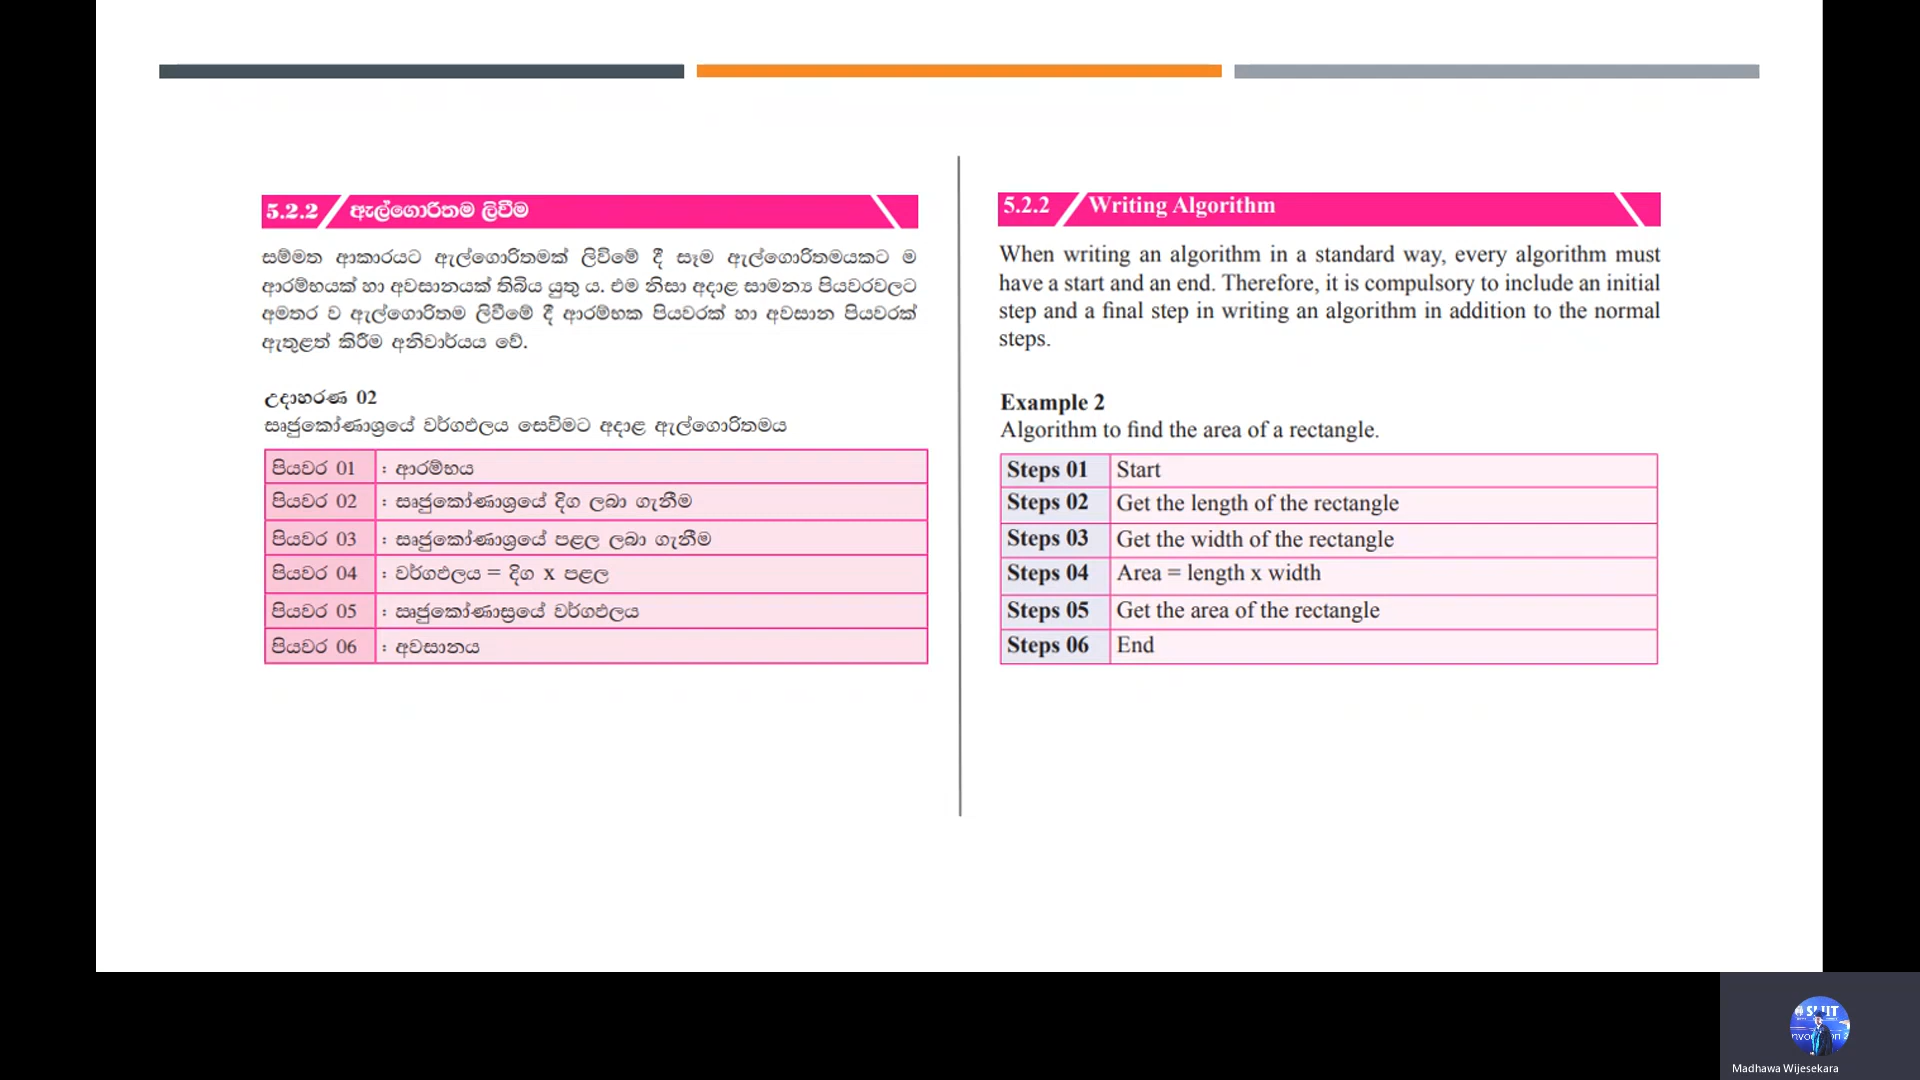 5.2.2 ඇල්ගොරිතම ලිවීම
සම්මත ආකාරයට ඇල්ගොරිතමක් ලිවිමේ දී සෑම ඇල්ගොරිතමයකට ම
ආරම්භයක් හා අවසානයක් තිබිය යුතු ය. එම නිසා අදාළ සාමන්‍ය පියවරවලට
අමතර ව ඇල්ගොරිතම ලිවීමේ දී ආරම්භක පියවරක් හා අවසාන පියවරක්
ඇතුළත් කිරීම අනිවාර්යය වේ.
උදාහරණ 02
සෘජුකෝණාශ්‍රයේ වර්ගඵලය සෙවිමට අදාළ ඇල්ගොරිතමය
පියවර 01 : ආරම්භය
පියවර 02 : සෘජුකෝණාශ්‍රයේ දිග ලබා ගැනීම
පියවර 03 : සෘජුකෝණාශ්‍රයේ පළල ලබා ගැනීම
පියවර 04 : වර්ගඵලය = දිග x පළල
පියවර 05 : ඍජුකෝණාස්‍රයේ වර්ගඵලය
පියවර 06 : අවසානය
5.2.2 Writing Algorithm
When writing an algorithm in a standard way, every algorithm must
have a start and an end. Therefore, it is compulsory to include an initial
step and a final step in writing an algorithm in addition to the normal
steps.
Example 2
Algorithm to find the area of a rectangle.
Steps 01 Start
Steps 02 Get the length of the rectangle
Steps 03 Get the width of the rectangle
Steps 04 Area = length x width
Steps 05 Get the area of the rectangle
Steps 06 End
Madhawa Wijesekara